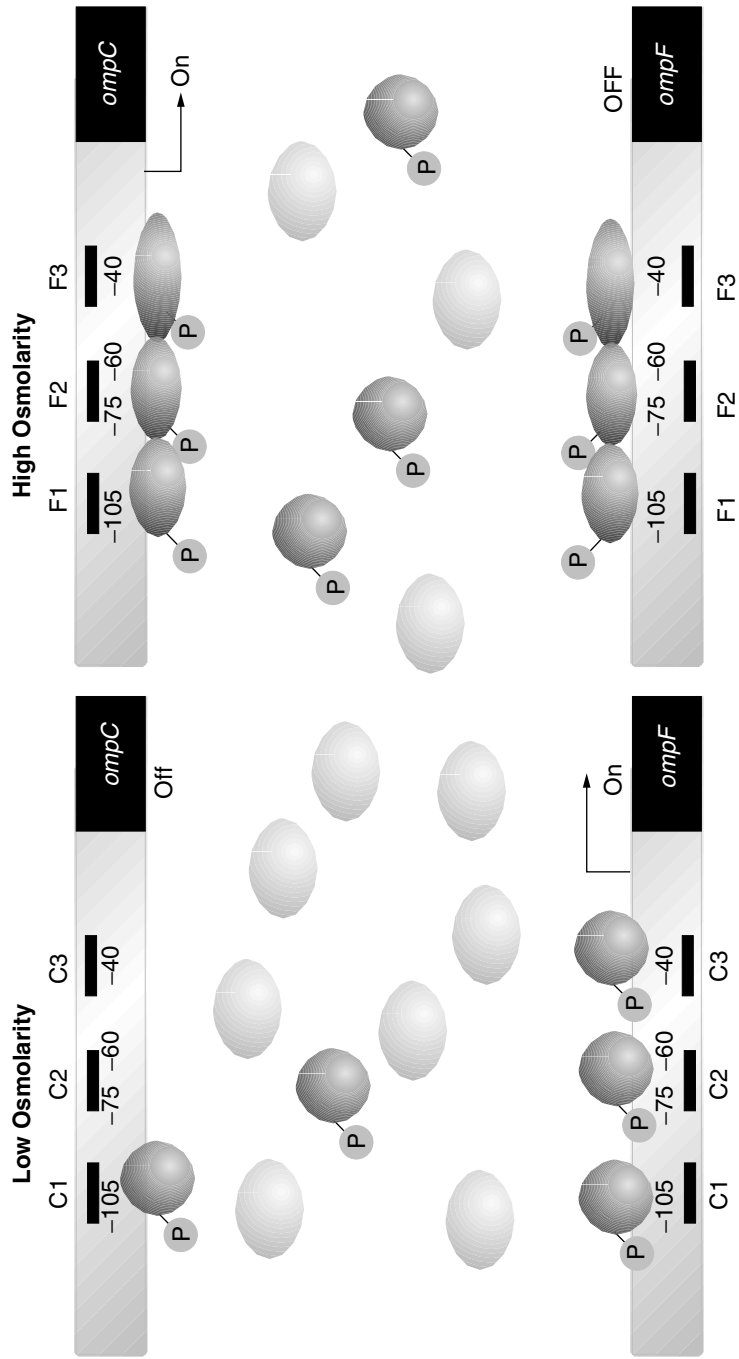 Low Osmolarity
C1 C2 C3
−105 −75 −60 −40 ompC
Off
P
P
P P P
On
−105 −75 −60 −40 ompF
C1 C2 C3
High Osmolarity
F1 F2 F3
−105 −75 −60 −40 ompC
On
P P P
P
P
P
P P P
OFF
−105 −75 −60 −40 ompF
F1 F2 F3